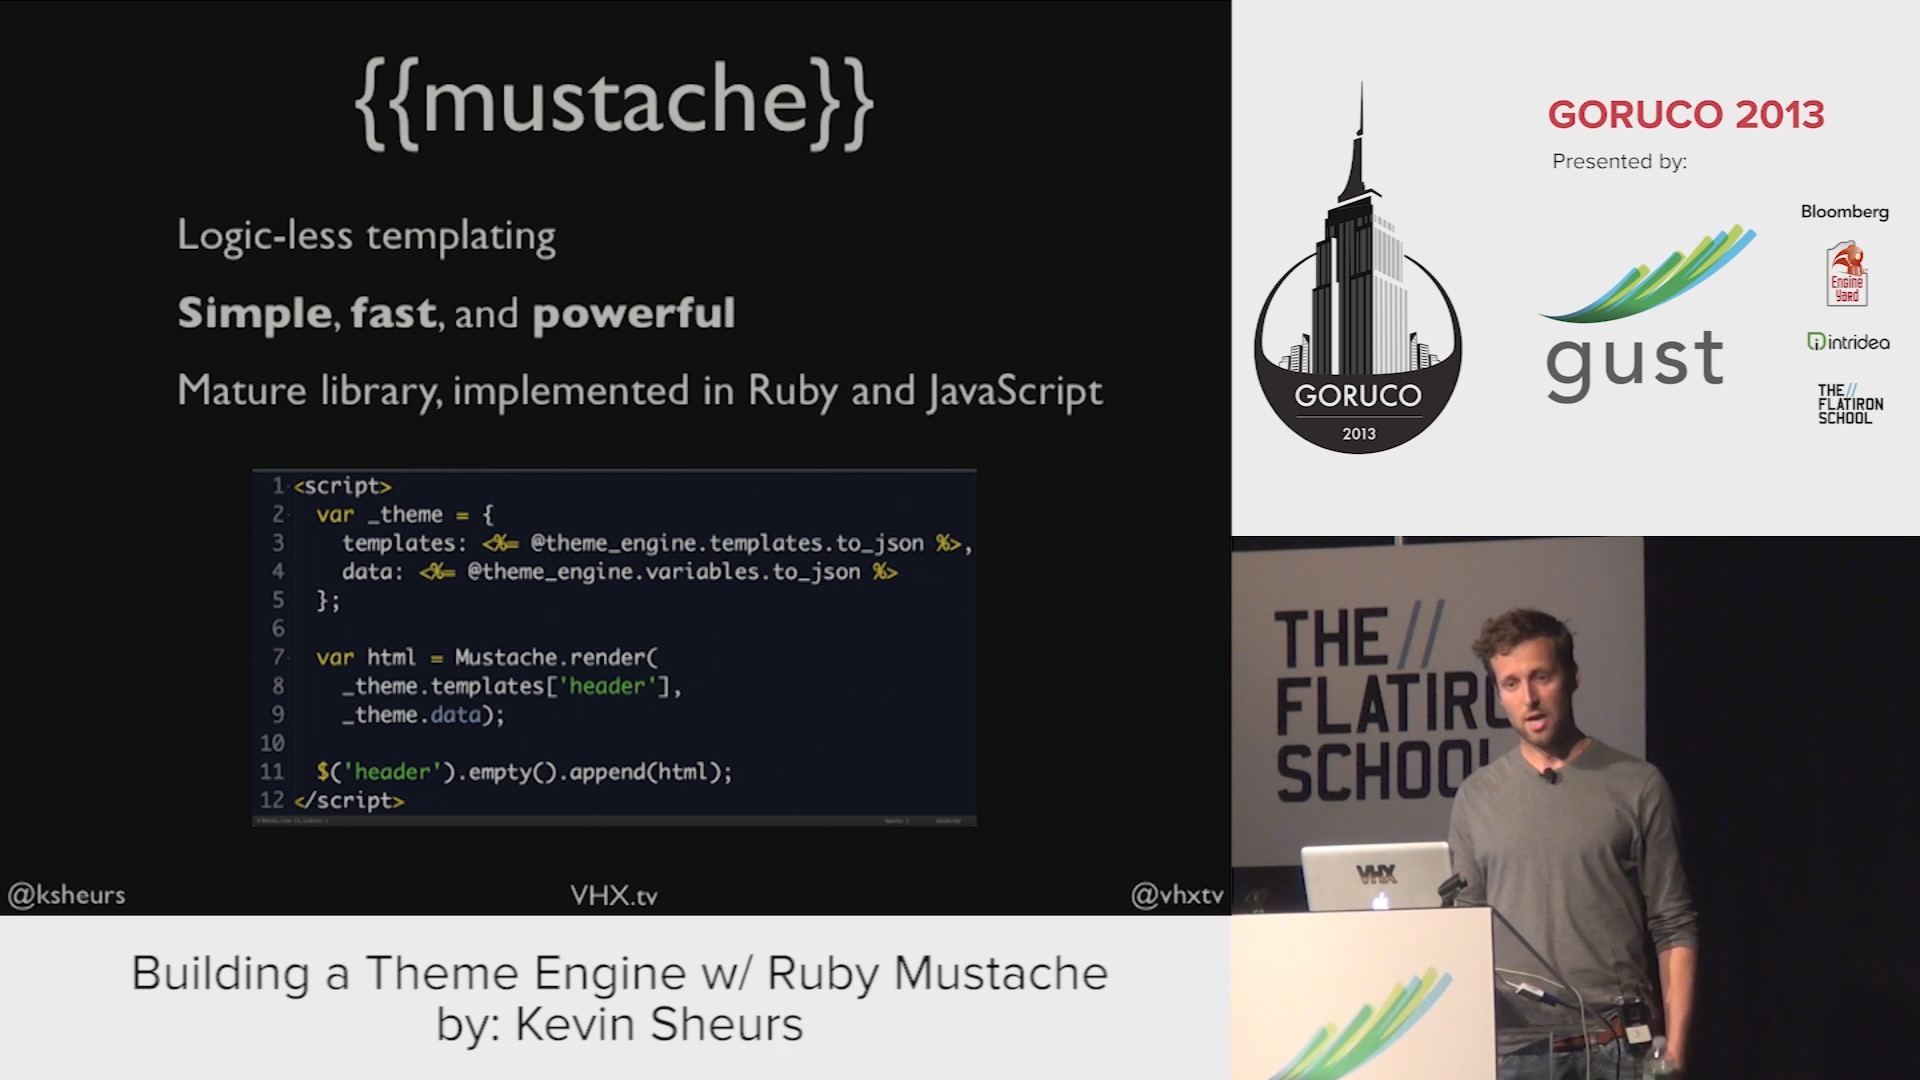 {{mustache}}
Logic-less templating
Simple, fast, and powerful
Mature library, implemented in Ruby and JavaScript
1 <script>
2 var _theme = {
3 templates: <%= @theme_engine.templates.to_json %>,
4 data: <%= @theme_engine.variables.to_json %>
5 };
6
7 var html = Mustache.render(
8 _theme.templates['header'],
9 _theme.data);
10
11 $('header').empty().append(html);
12 </script>
@ksheurs
VHX.tv
@vhxtv
Building a Theme Engine w/ Ruby Mustache
by: Kevin Sheurs
GORUCO 2013
Presented by:
GORUCO
2013
gust
Bloomberg
Engine
Yard
intridea
THE//
FLATIRON
SCHOOL
THE//
FLATIRO
SCHOO
VHX